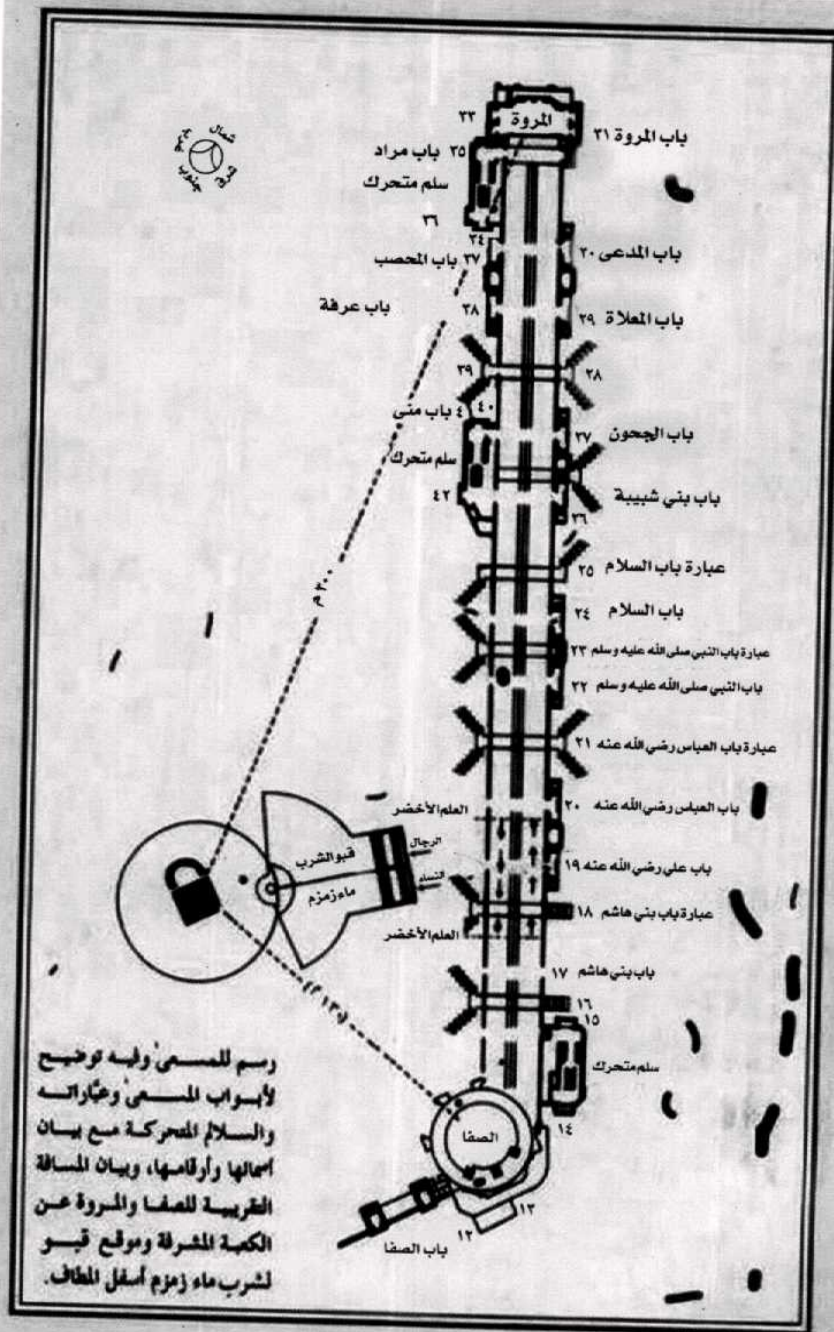 شمال
شرق
جنوب
المروة
٣٣
باب المروة ٣١
باب مراد ٣٥
سلم متحرك
٣٦
٣٤
باب المحصب ٣٧
باب المدعى ٣٠
باب عرفة
٣٨
باب المعلاة ٢٩
٣٩
٢٨
٤٠
٤ باب منى
باب الجحون ٢٧
سلم متحرك
٤٢
باب بني شبيبة
٢٦
عبارة باب السلام ٢٥
باب السلام ٢٤
عبارة باب النبي صلى الله عليه وسلم ٢٣
باب النبي صلى الله عليه وسلم ٢٢
عبارة باب العباس رضي الله عنه ٢١
باب العباس رضي الله عنه ٢٠
باب علي رضي الله عنه ١٩
عبارة باب بني هاشم ١٨
باب بني هاشم ١٧
١٦
١٥
سلم متحرك
١٤
٣٠٠ م
العلم الأخضر
الرجال
النساء
قبو الشرب
ماء زمزم
العلم الأخضر
الصفا
١٣
١٢
باب الصفا
رسم للمسعى وفيه توضيح
لأبواب المسعى وعبّاراته
والسلالم المتحركة مع بيان
أسمائها وأرقامها، وبيان المسافة
التقريبية للصفا والمروة عن
الكعبة المشرفة وموقع قبو
لشرب ماء زمزم أسفل المطاف.